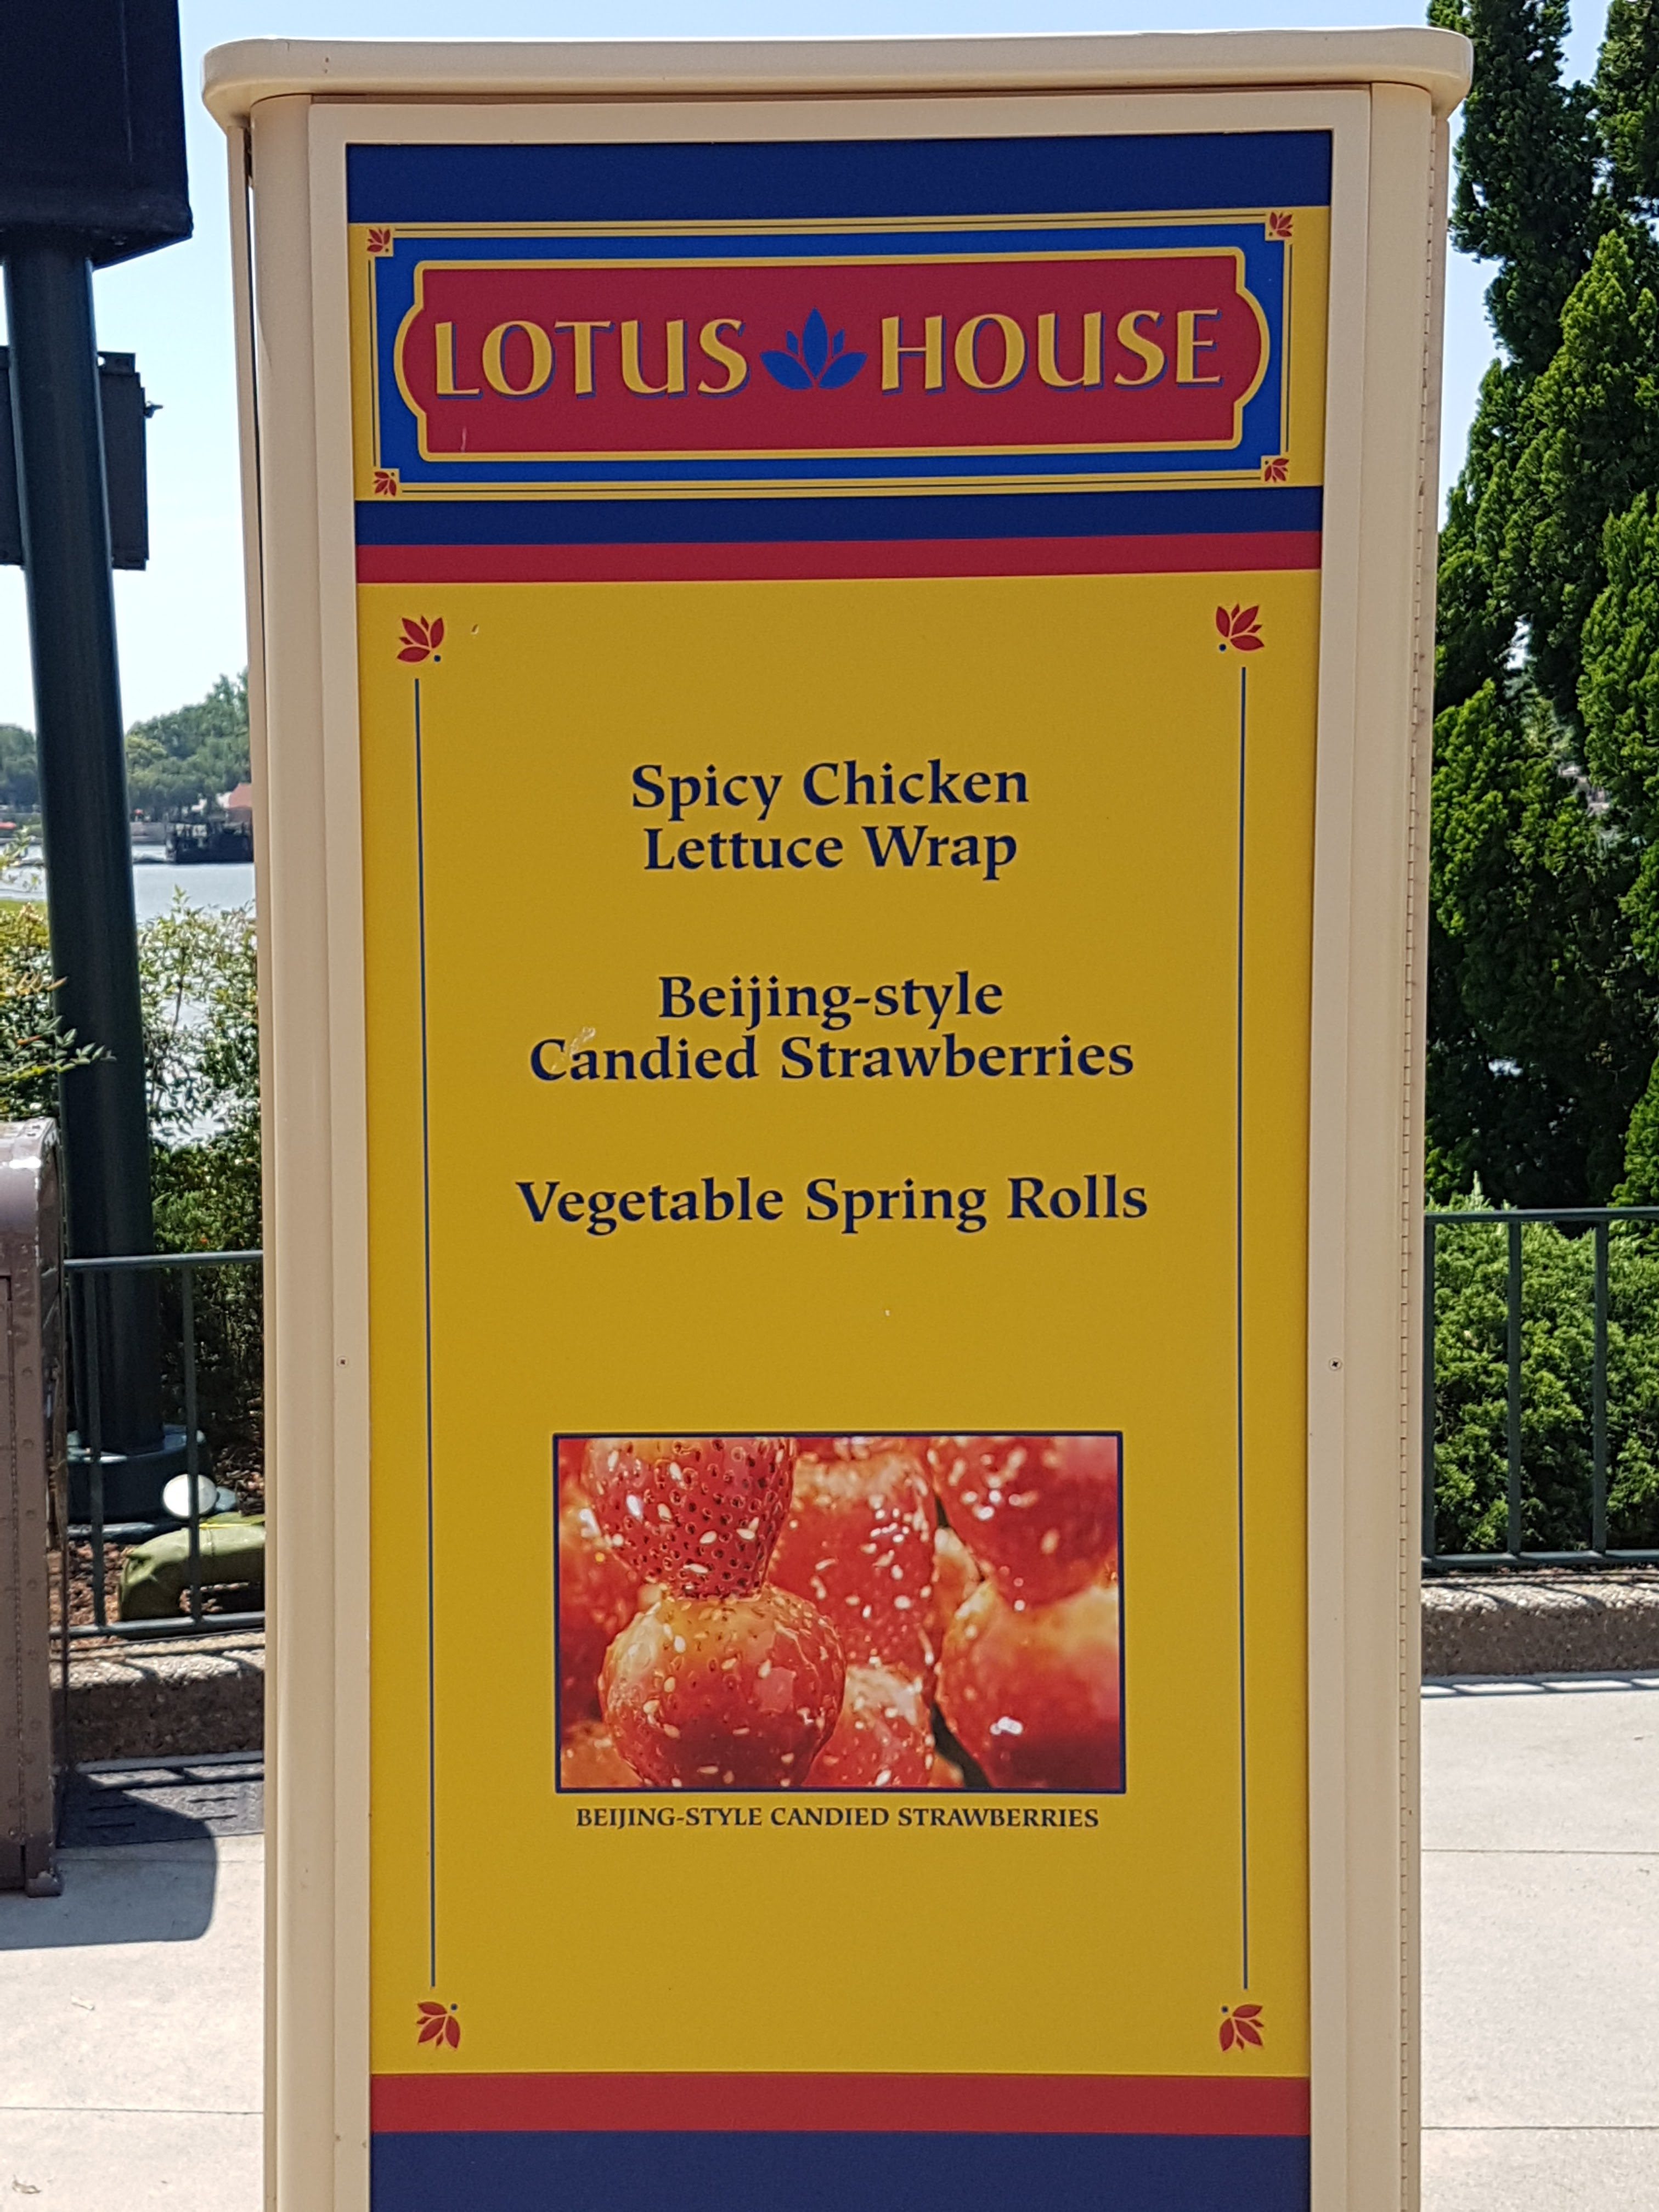 LOTUS HOUSE
Spicy Chicken
Lettuce Wrap
Beijing-style
Candied Strawberries
Vegetable Spring Rolls
BEIJING-STYLE CANDIED STRAWBERRIES